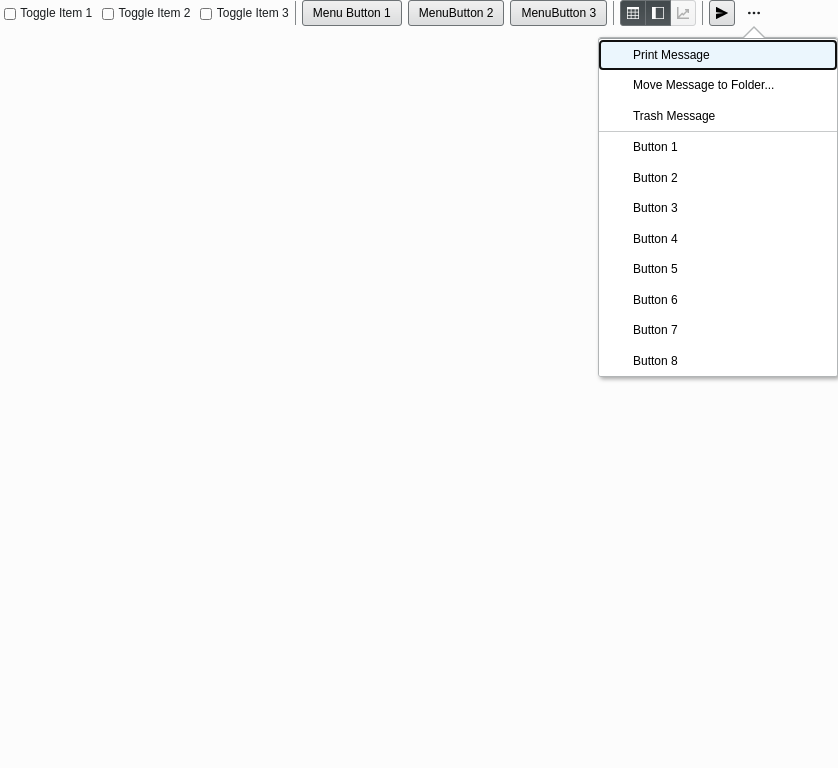 Toggle Item 1 Toggle Item 2 Toggle Item 3 Menu Button 1 MenuButton 2 MenuButton 3
Print Message
Move Message to Folder...
Trash Message
Button 1
Button 2
Button 3
Button 4
Button 5
Button 6
Button 7
Button 8